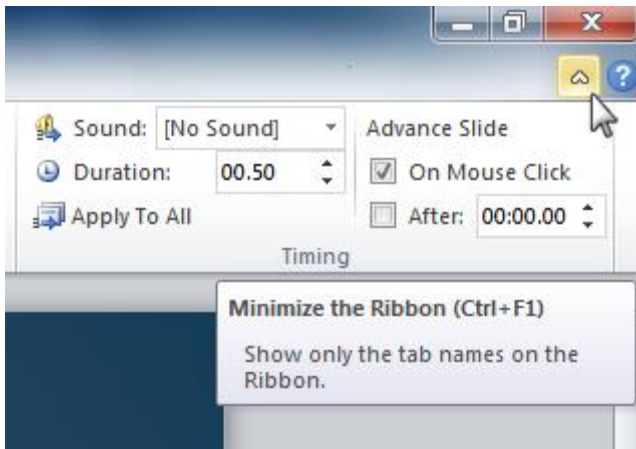 ?
Sound: [No Sound]
Advance Slide
Duration: 00.50
On Mouse Click
Apply To All
After: 00:00.00
Timing
Minimize the Ribbon (Ctrl+F1)
Show only the tab names on the
Ribbon.